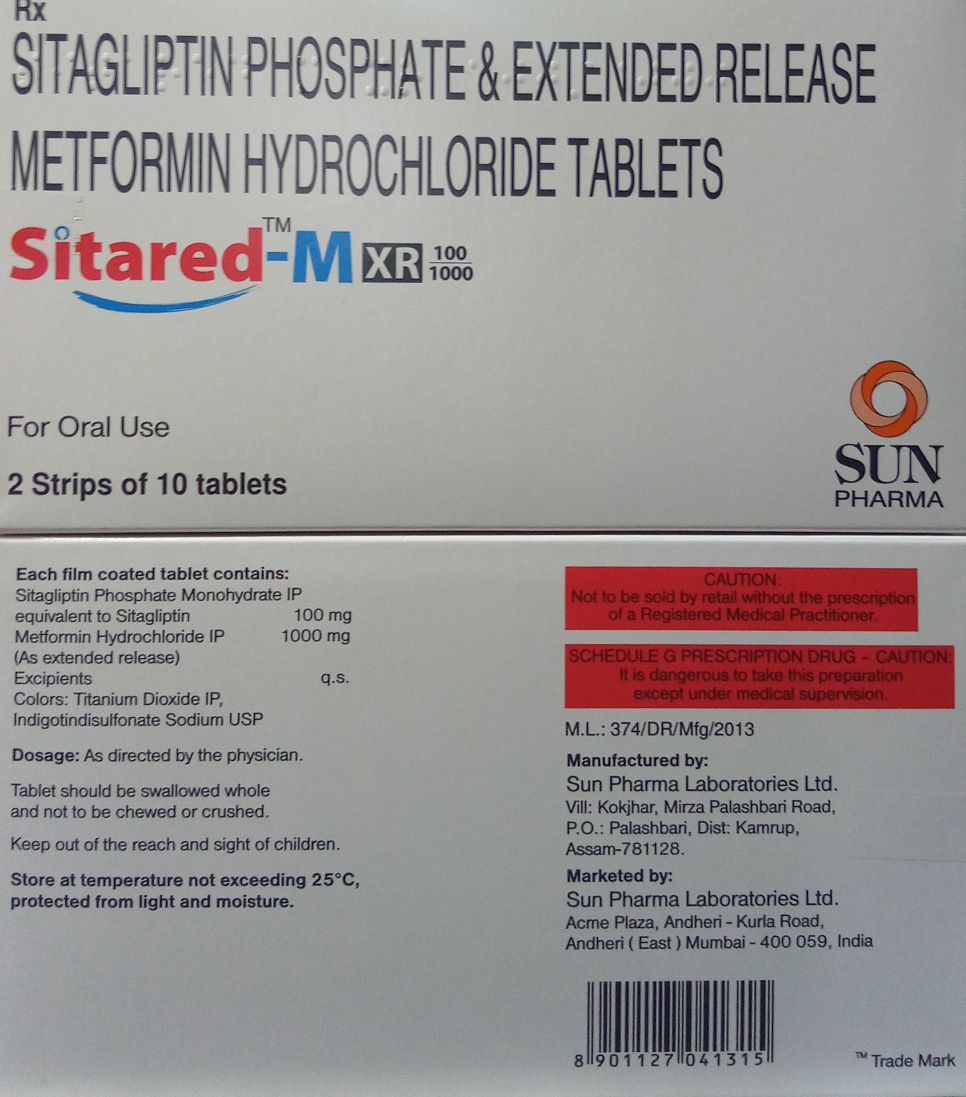 Rx
SITAGLIPTIN PHOSPHATE & EXTENDED RELEASE
METFORMIN HYDROCHLORIDE TABLETS
Sitared™-M XR 100/1000
For Oral Use
2 Strips of 10 tablets
SUN
PHARMA
Each film coated tablet contains:
Sitagliptin Phosphate Monohydrate IP
equivalent to Sitagliptin 100 mg
Metformin Hydrochloride IP 1000 mg
(As extended release)
Excipients q.s.
Colors: Titanium Dioxide IP,
Indigotindisulfonate Sodium USP
Dosage: As directed by the physician.
Tablet should be swallowed whole
and not to be chewed or crushed.
Keep out of the reach and sight of children.
Store at temperature not exceeding 25°C,
protected from light and moisture.
CAUTION:
Not to be sold by retail without the prescription
of a Registered Medical Practitioner.
SCHEDULE G PRESCRIPTION DRUG – CAUTION:
It is dangerous to take this preparation
except under medical supervision.
M.L.: 374/DR/Mfg/2013
Manufactured by:
Sun Pharma Laboratories Ltd.
Vill: Kokjhar, Mirza Palashbari Road,
P.O.: Palashbari, Dist: Kamrup,
Assam-781128.
Marketed by:
Sun Pharma Laboratories Ltd.
Acme Plaza, Andheri - Kurla Road,
Andheri ( East ) Mumbai - 400 059, India
8 901127 041315
™ Trade Mark